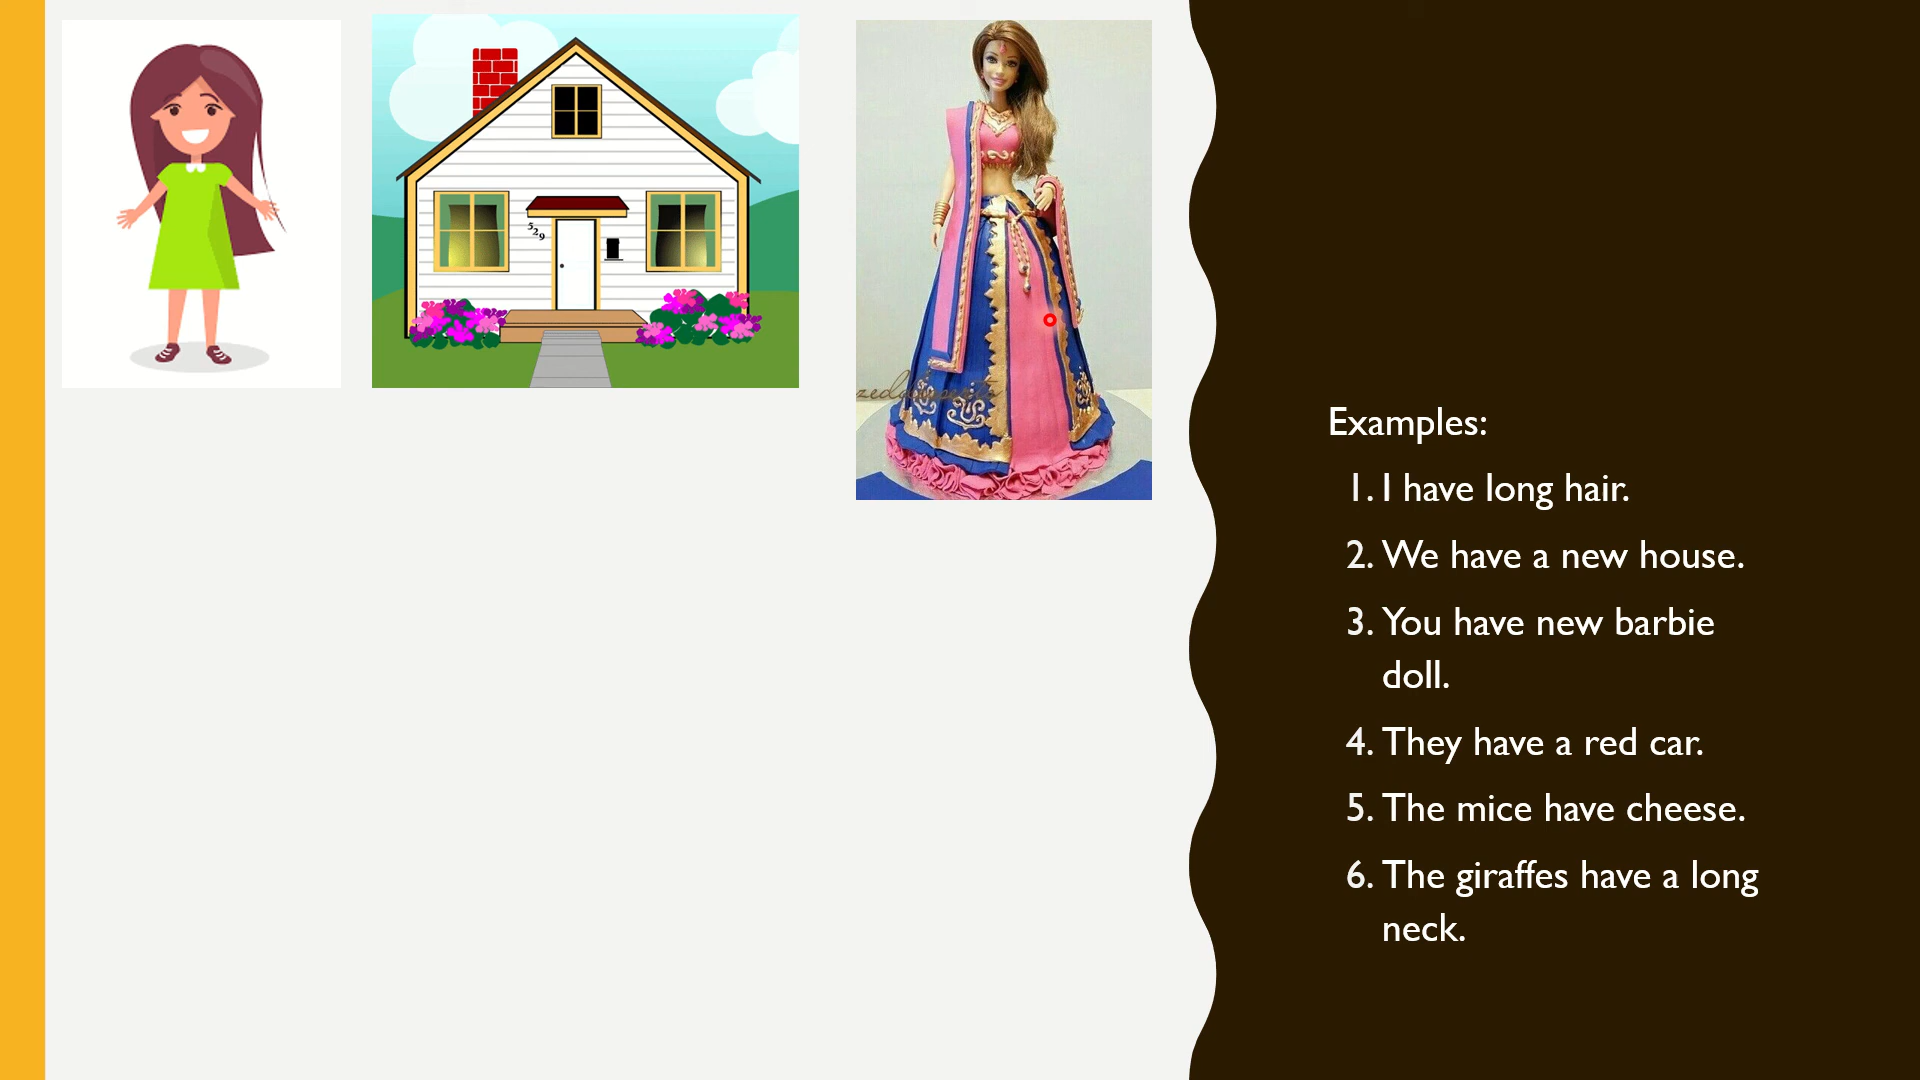 529
Examples:
1. I have long hair.
2. We have a new house.
3. You have new barbie
doll.
4. They have a red car.
5. The mice have cheese.
6. The giraffes have a long
neck.